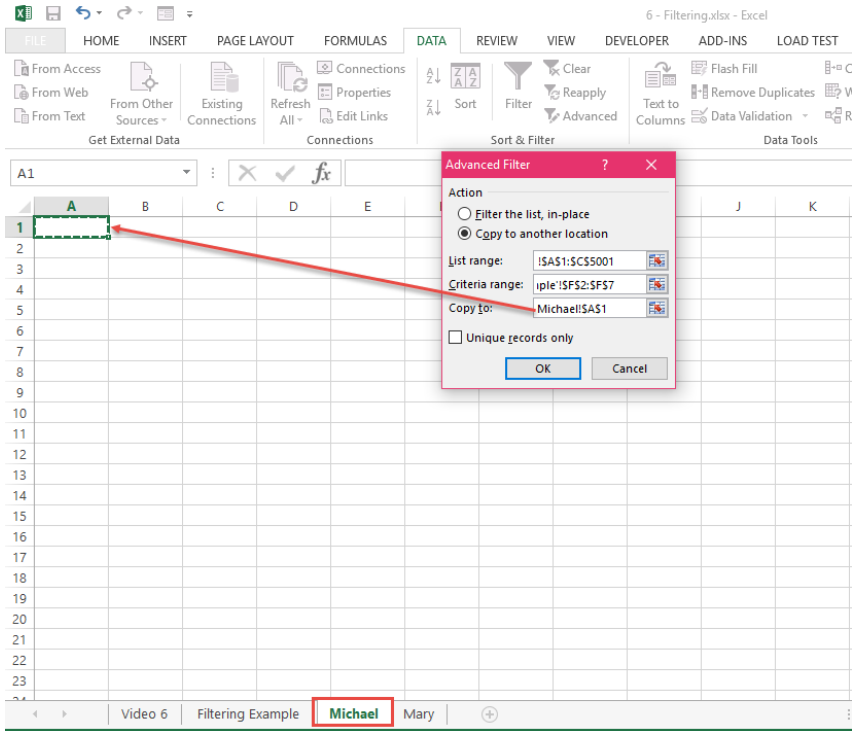 6 - Filtering.xlsx - Excel
FILE HOME INSERT PAGE LAYOUT FORMULAS DATA REVIEW VIEW DEVELOPER ADD-INS LOAD TEST
From Access
From Web
From Text
From Other Sources
Existing Connections
Get External Data
Refresh All
Connections
Properties
Edit Links
Connections
Sort
Filter
Clear
Reapply
Advanced
Sort & Filter
Text to Columns
Flash Fill
Remove Duplicates
Data Validation
Data Tools
A1
fx
Advanced Filter ?
Action
Filter the list, in-place
Copy to another location
List range: !$A$1:$C$5001
Criteria range: ıple'!$F$2:$F$7
Copy to: Michael!$A$1
Unique records only
OK Cancel
A B C D E J K
1
2
3
4
5
6
7
8
9
10
11
12
13
14
15
16
17
18
19
20
21
22
23
Video 6 Filtering Example Michael Mary